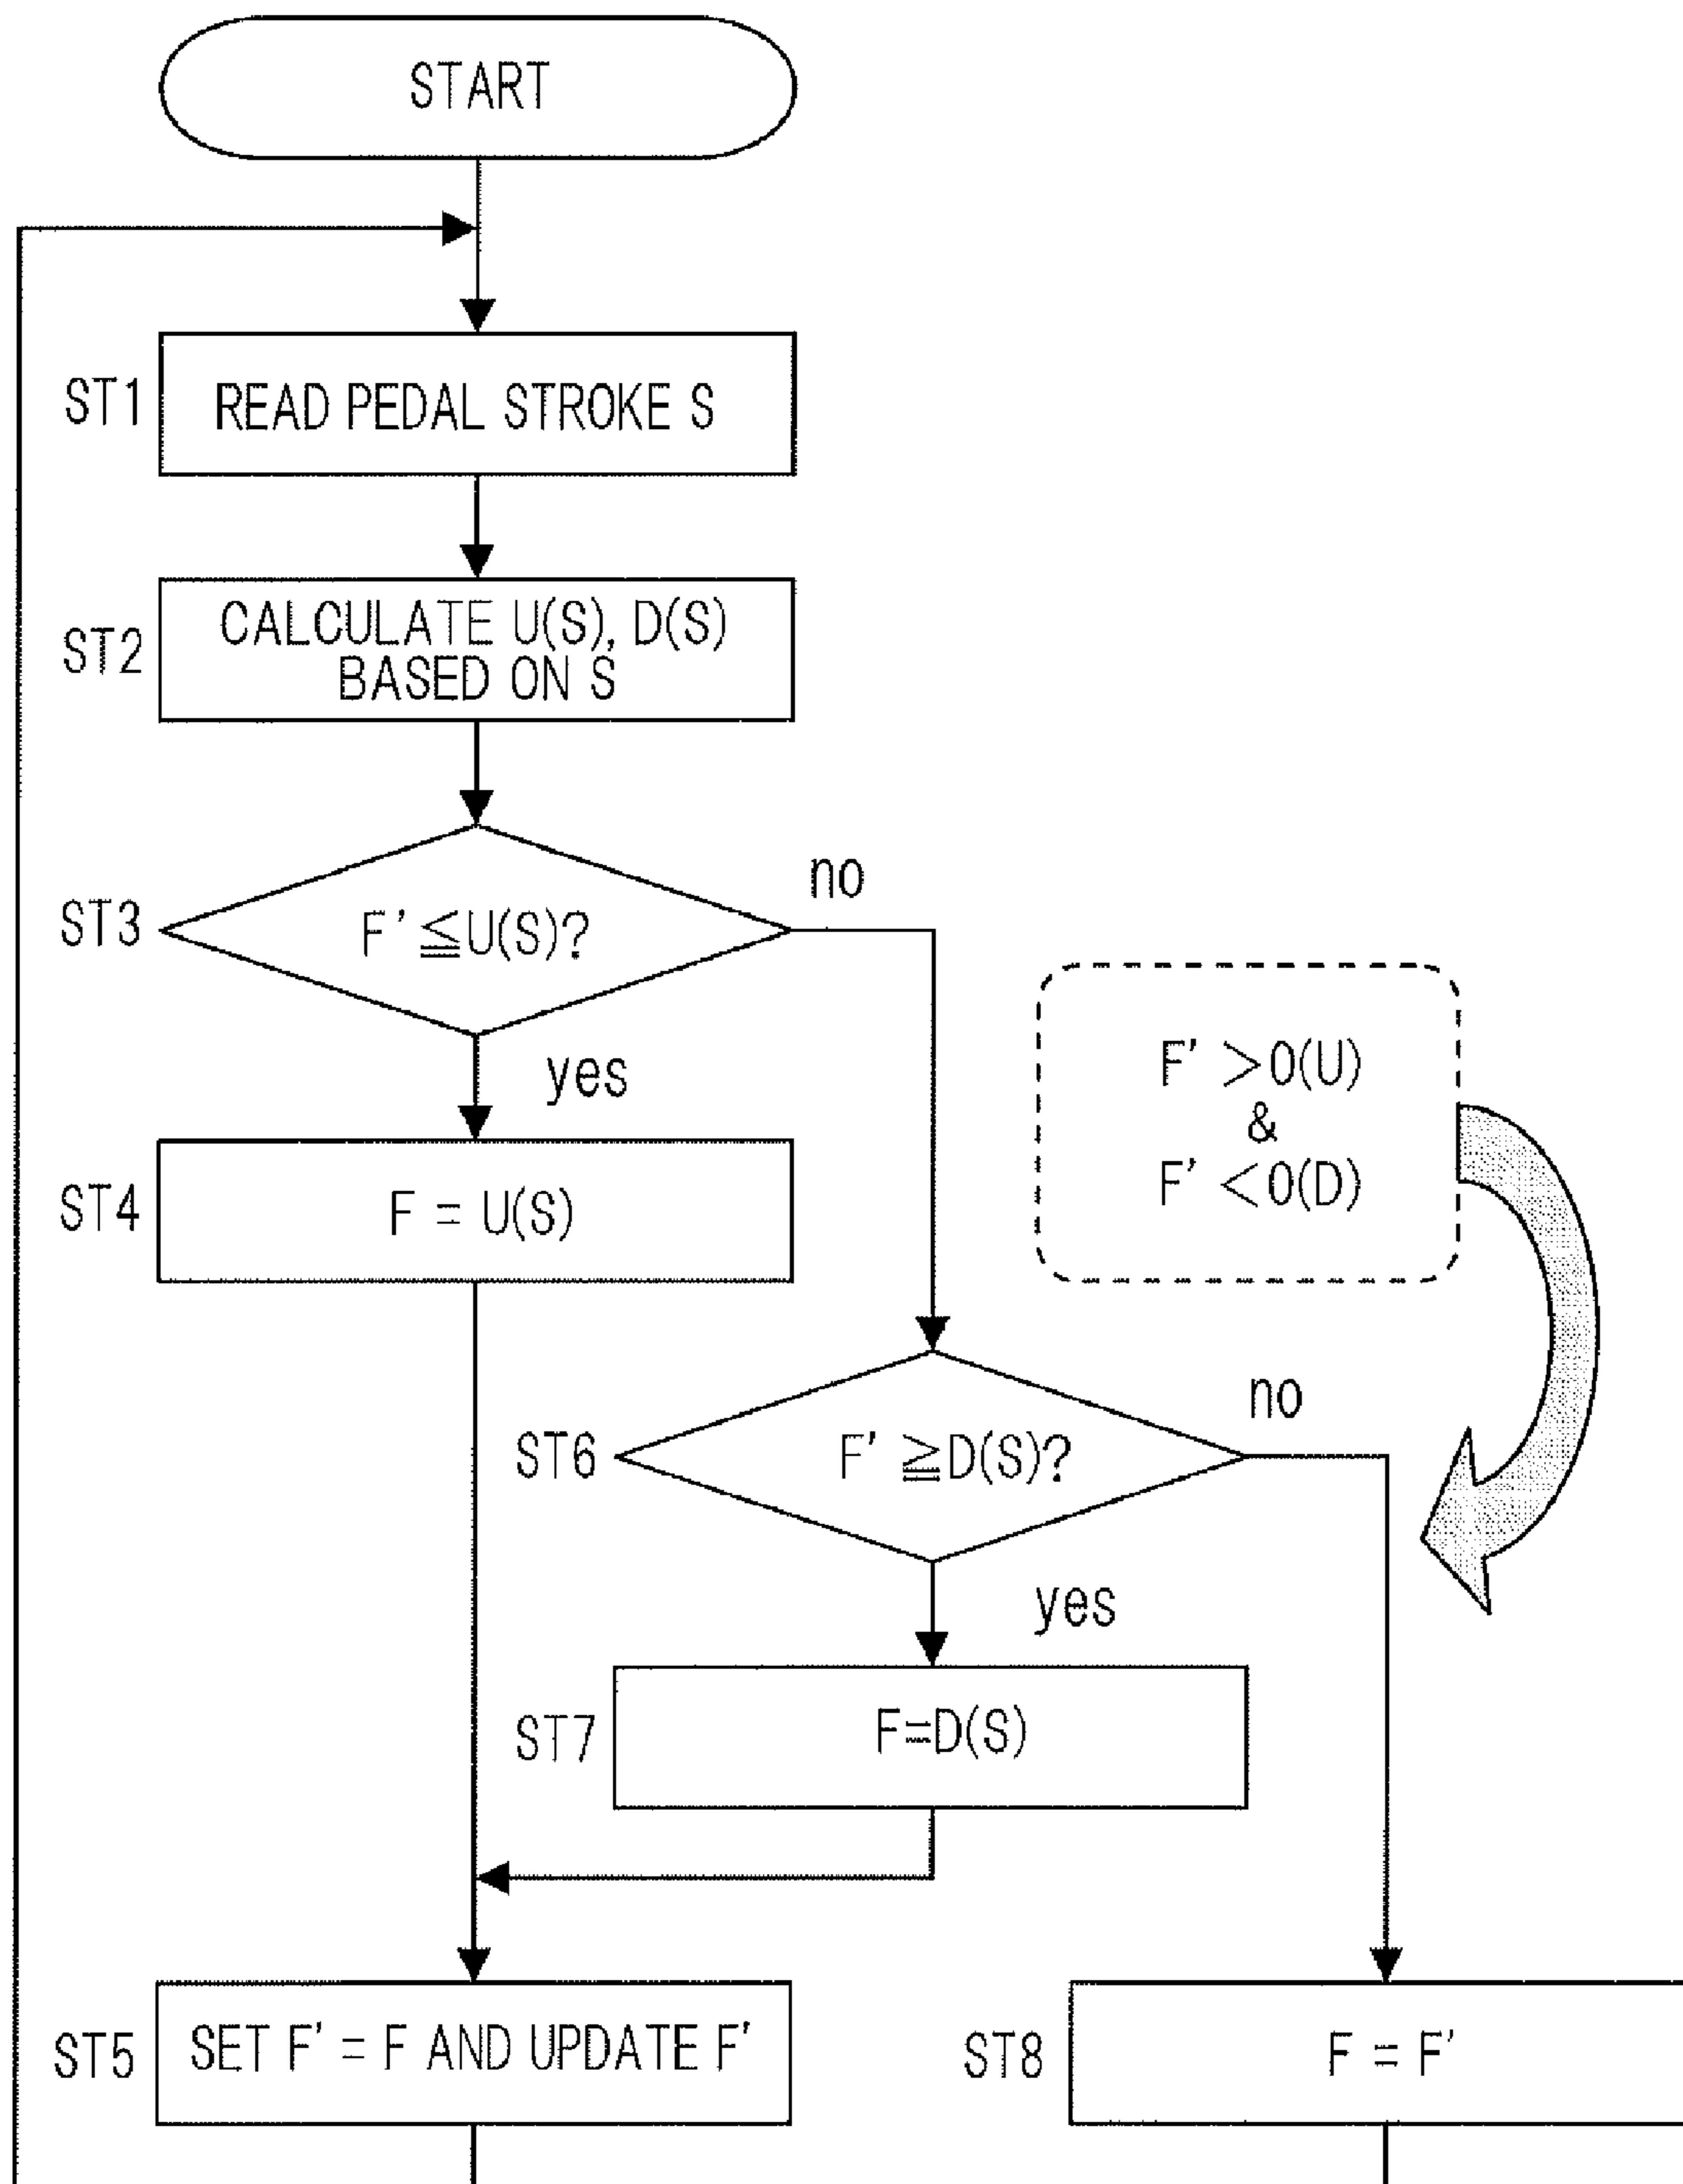 START
ST1
READ PEDAL STROKE S
ST2
CALCULATE U(S), D(S)
BASED ON S
ST3
F' ≦U(S)?
no
yes
ST4
F = U(S)
F' >0(U)
&
F' <0(D)
ST6
F' ≧D(S)?
no
yes
ST7
F=D(S)
ST5
SET F' = F AND UPDATE F'
ST8
F = F'